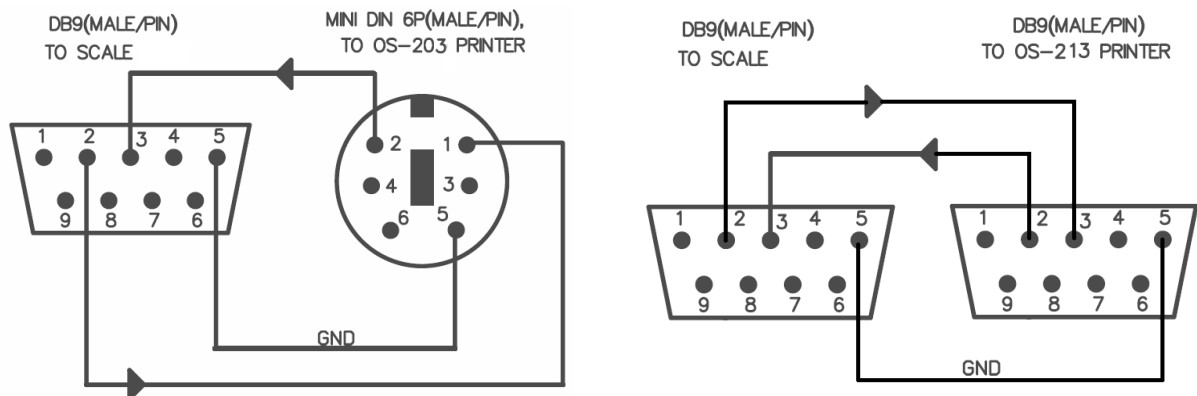 DB9(MALE/PIN)
TO SCALE
MINI DIN 6P(MALE/PIN),
TO OS-203 PRINTER
1 2 3 4 5
9 8 7 6
2 1
4 3
6 5
GND
DB9(MALE/PIN)
TO SCALE
DB9(MALE/PIN)
TO OS-213 PRINTER
1 2 3 4 5
9 8 7 6
1 2 3 4 5
9 8 7 6
GND